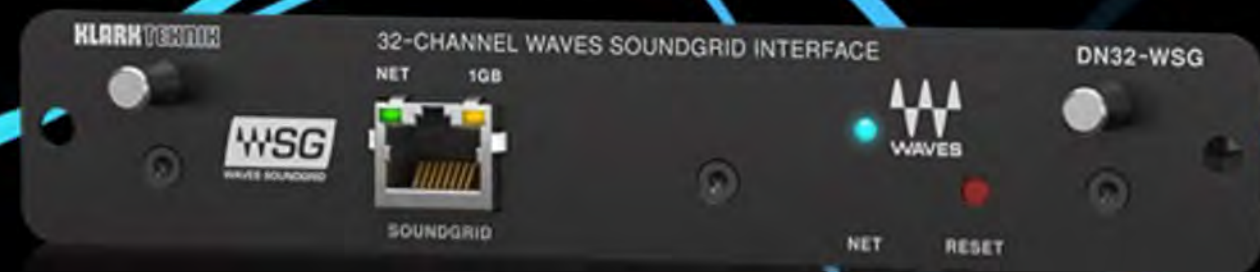 KLARK TEKNIK
32-CHANNEL WAVES SOUNDGRID INTERFACE
DN32-WSG
NET 1GB
WSG
WAVES SOUNDGRID
WAVES
SOUNDGRID
NET
RESET